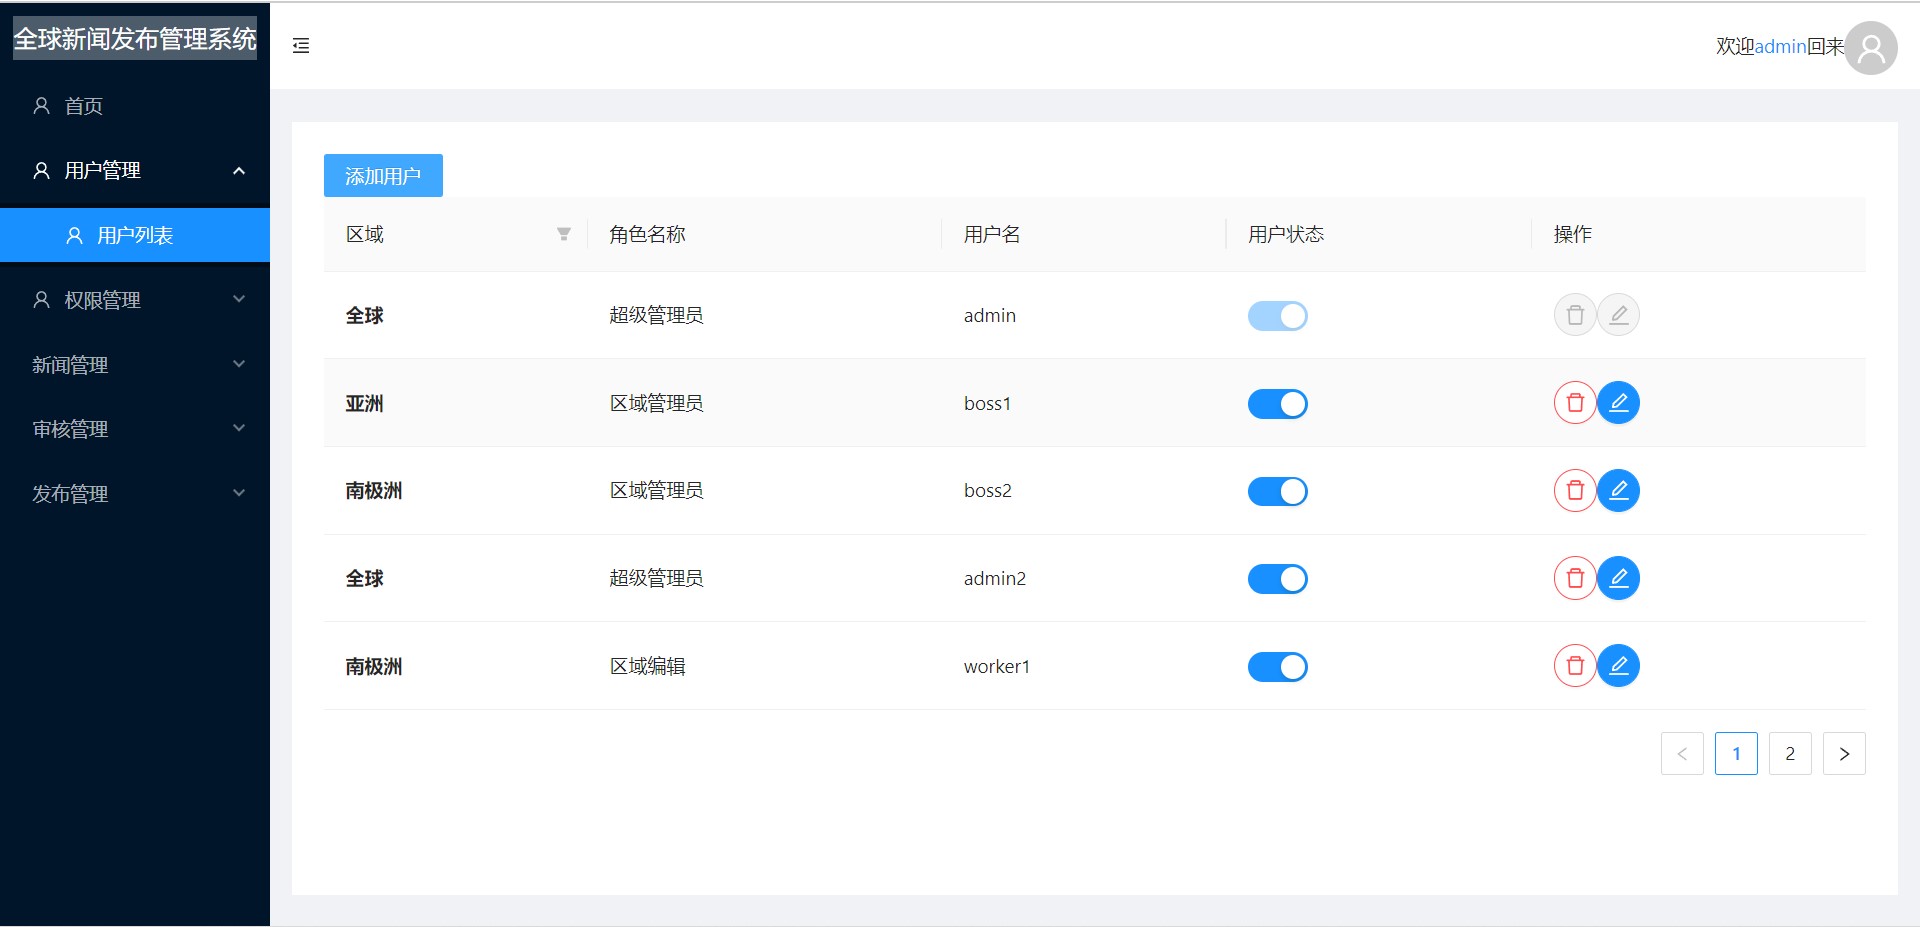 全球新闻发布管理系统
欢迎admin回来
首页
用户管理
用户列表
权限管理
新闻管理
审核管理
发布管理
添加用户
区域 角色名称 用户名 用户状态 操作
全球 超级管理员 admin
亚洲 区域管理员 boss1
南极洲 区域管理员 boss2
全球 超级管理员 admin2
南极洲 区域编辑 worker1
1 2